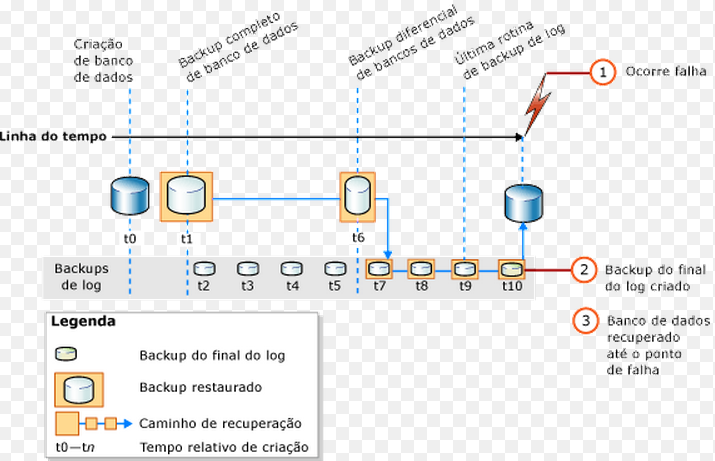 Criação
de banco
de dados
Backup completo
de banco de dados
Backup diferencial
de bancos de dados
Última rotina
de backup de log
1
Ocorre falha
Linha do tempo
t0
t1
t6
Backups
de log
t2
t3
t4
t5
t7
t8
t9
t10
2
Backup do final
do log criado
3
Banco de dados
recuperado
até o ponto
de falha
Legenda
Backup do final do log
Backup restaurado
Caminho de recuperação
t0—tn
Tempo relativo de criação